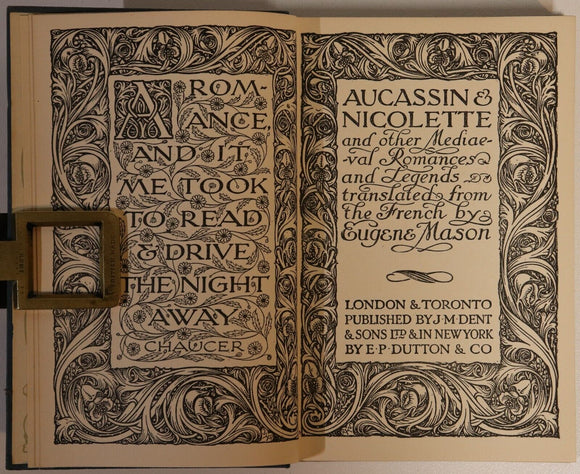 A ROM-
ANCE,
AND IT
ME TOOK
TO READ
& DRIVE
THE NIGHT
AWAY
CHAUCER
AUCASSIN &
NICOLETTE
and other Mediae-
-val Romances
and Legends
translated from
the French by
Eugene Mason
LONDON & TORONTO
PUBLISHED BY J·M·DENT
& SONS LTD & IN NEW YORK
BY E·P·DUTTON & CO